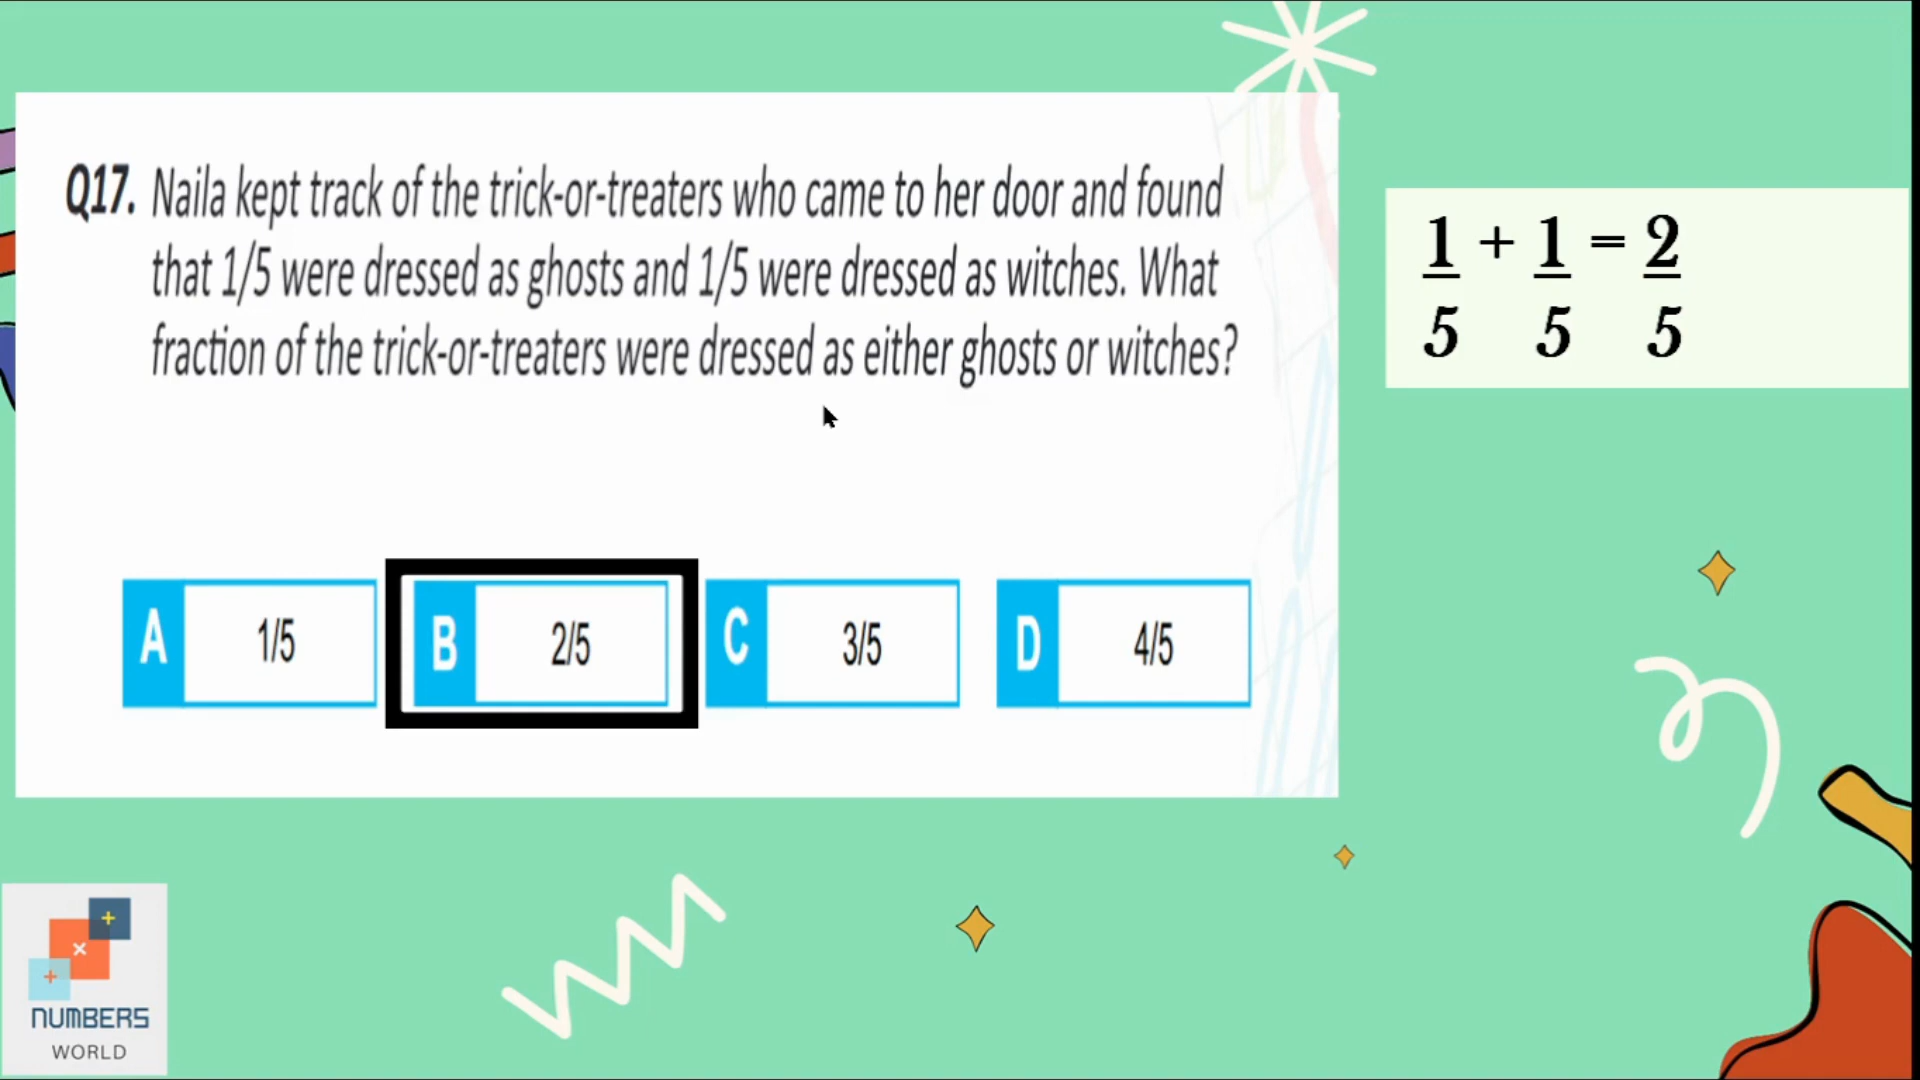 Q17. Naila kept track of the trick-or-treaters who came to her door and found
that 1/5 were dressed as ghosts and 1/5 were dressed as witches. What
fraction of the trick-or-treaters were dressed as either ghosts or witches?
1 + 1 = 2
5 5 5
A 1/5 B 2/5 C 3/5 D 4/5
+
×
+
NUMBERS
WORLD